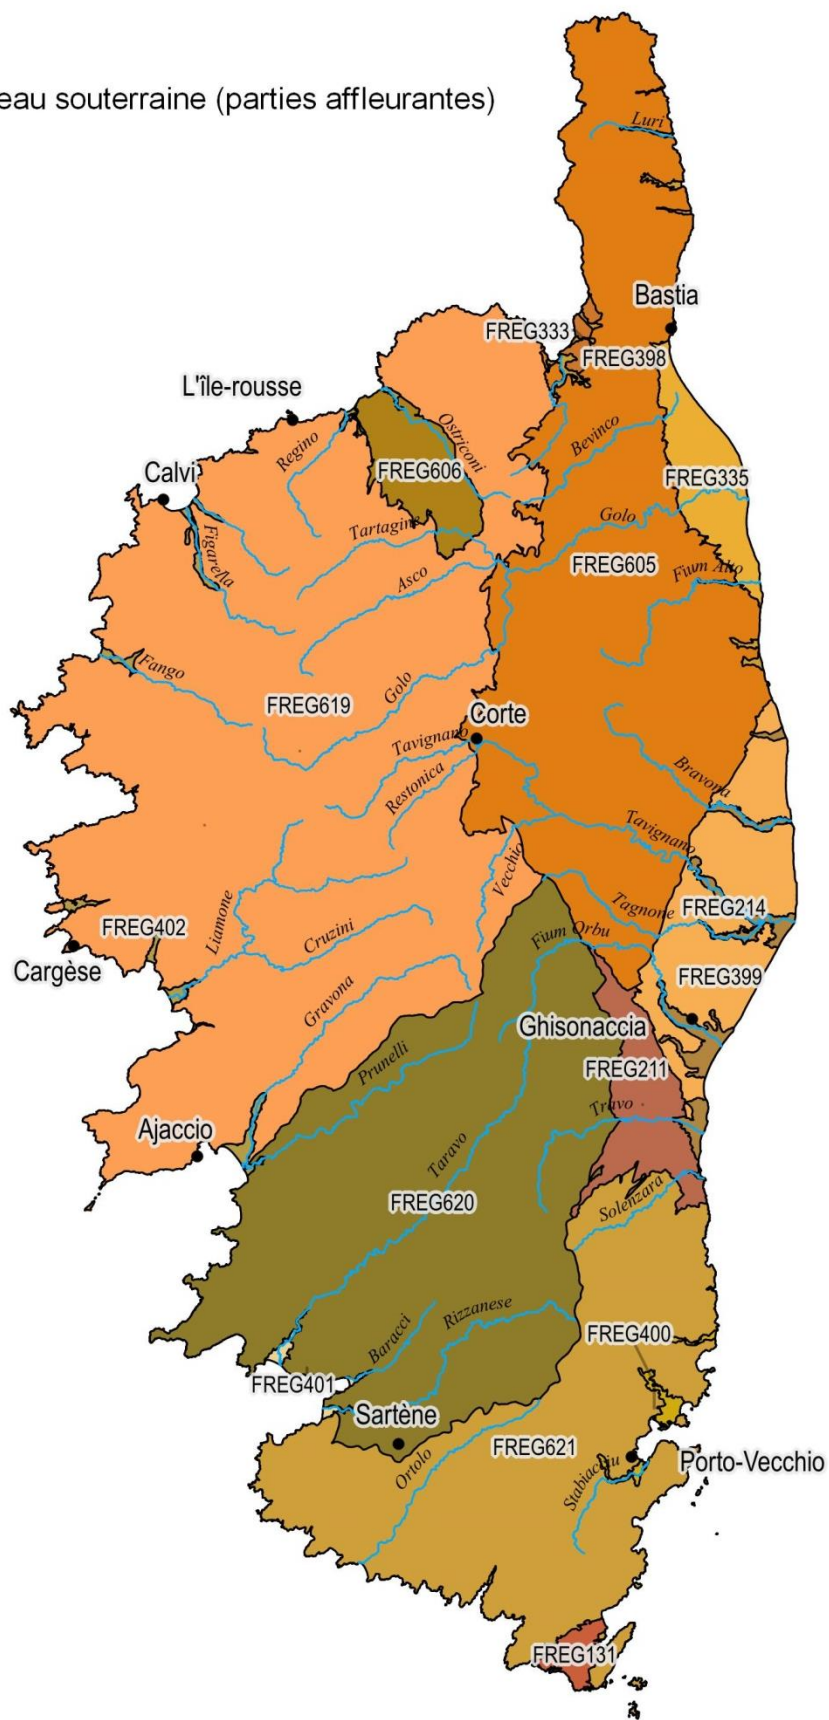 eau souterraine (parties affleurantes)
Luri
Bastia
FREG333
FREG398
L'île-rousse
Regino
Ostriconi
Bevinco
Calvi
FREG606
FREG335
Figarella
Tartagine
Golo
Asco
FREG605
Fium Alto
Fango
FREG619
Golo
Corte
Tavignano
Restonica
Bravona
Vecchio
Tavignano
Liamone
Tagnone
FREG214
FREG402
Cruzini
Fium Orbu
Cargèse
FREG399
Gravona
Ghisonaccia
Prunelli
FREG211
Travo
Ajaccio
Taravo
FREG620
Solenzara
Rizzanese
Baracci
FREG400
FREG401
Sartène
FREG621
Ortolo
Stabiacciu
Porto-Vecchio
FREG131